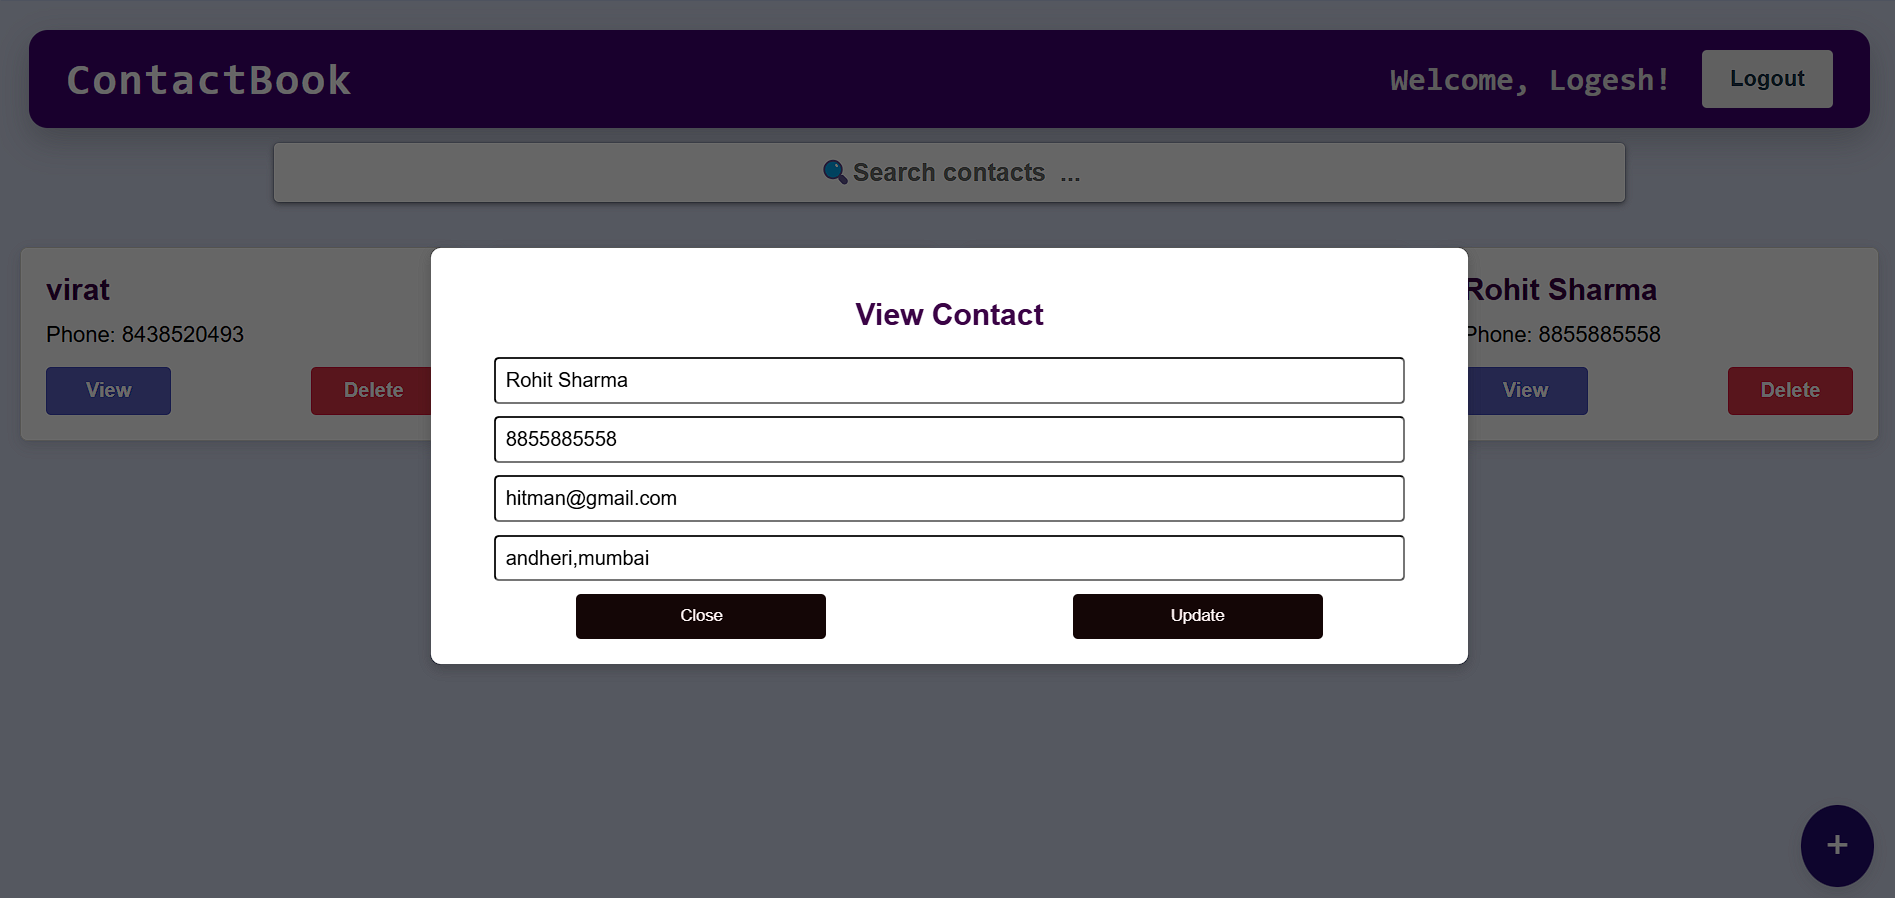 ContactBook
Welcome, Logesh!
Logout
Search contacts ...
virat
Phone: 8438520493
View
Delete
View Contact
Rohit Sharma
8855885558
hitman@gmail.com
andheri,mumbai
Close
Update
Rohit Sharma
Phone: 8855885558
View
Delete
+